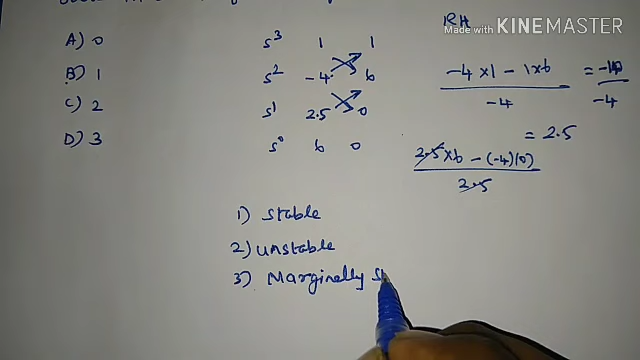 RH
Made with KINEMASTER
A) 0
B) 1
C) 2
D) 3
s³ 1 1
s² -4 6
s¹ 2.5 0
s⁰ 6 0
-4 × 1 - 1 × 6 / -4 = -10 / -4
= 2.5
2.5 × 6 - (-4)(0) / 2.5
1) stable
2) unstable
3) Marginally s